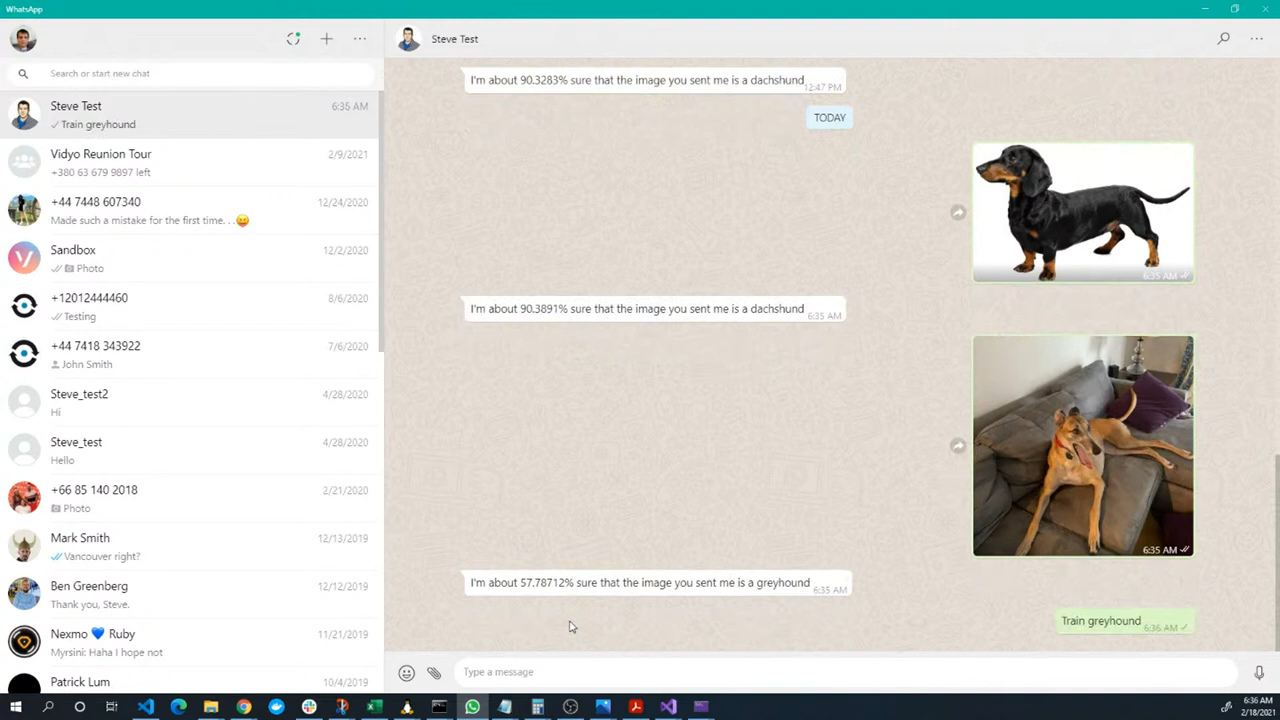 WhatsApp
Search or start new chat
Steve Test
6:35 AM
Train greyhound
Vidyo Reunion Tour
2/9/2021
+380 63 679 9897 left
+44 7448 607340
12/24/2020
Made such a mistake for the first time. . .😛
Sandbox
12/2/2020
Photo
+12012444460
8/6/2020
Testing
+44 7418 343922
7/6/2020
John Smith
Steve_test2
4/28/2020
Hi
Steve_test
4/28/2020
Hello
+66 85 140 2018
2/21/2020
Photo
Mark Smith
12/13/2019
Vancouver right?
Ben Greenberg
12/12/2019
Thank you, Steve.
Nexmo 💙 Ruby
11/21/2019
Myrsini: Haha I hope not
Patrick Lum
10/4/2019
Steve Test
I'm about 90.3283% sure that the image you sent me is a dachshund
12:47 PM
TODAY
6:35 AM
I'm about 90.3891% sure that the image you sent me is a dachshund
6:35 AM
6:35 AM
I'm about 57.78712% sure that the image you sent me is a greyhound
6:35 AM
Train greyhound
6:36 AM
Type a message
6:36 AM
2/18/2021